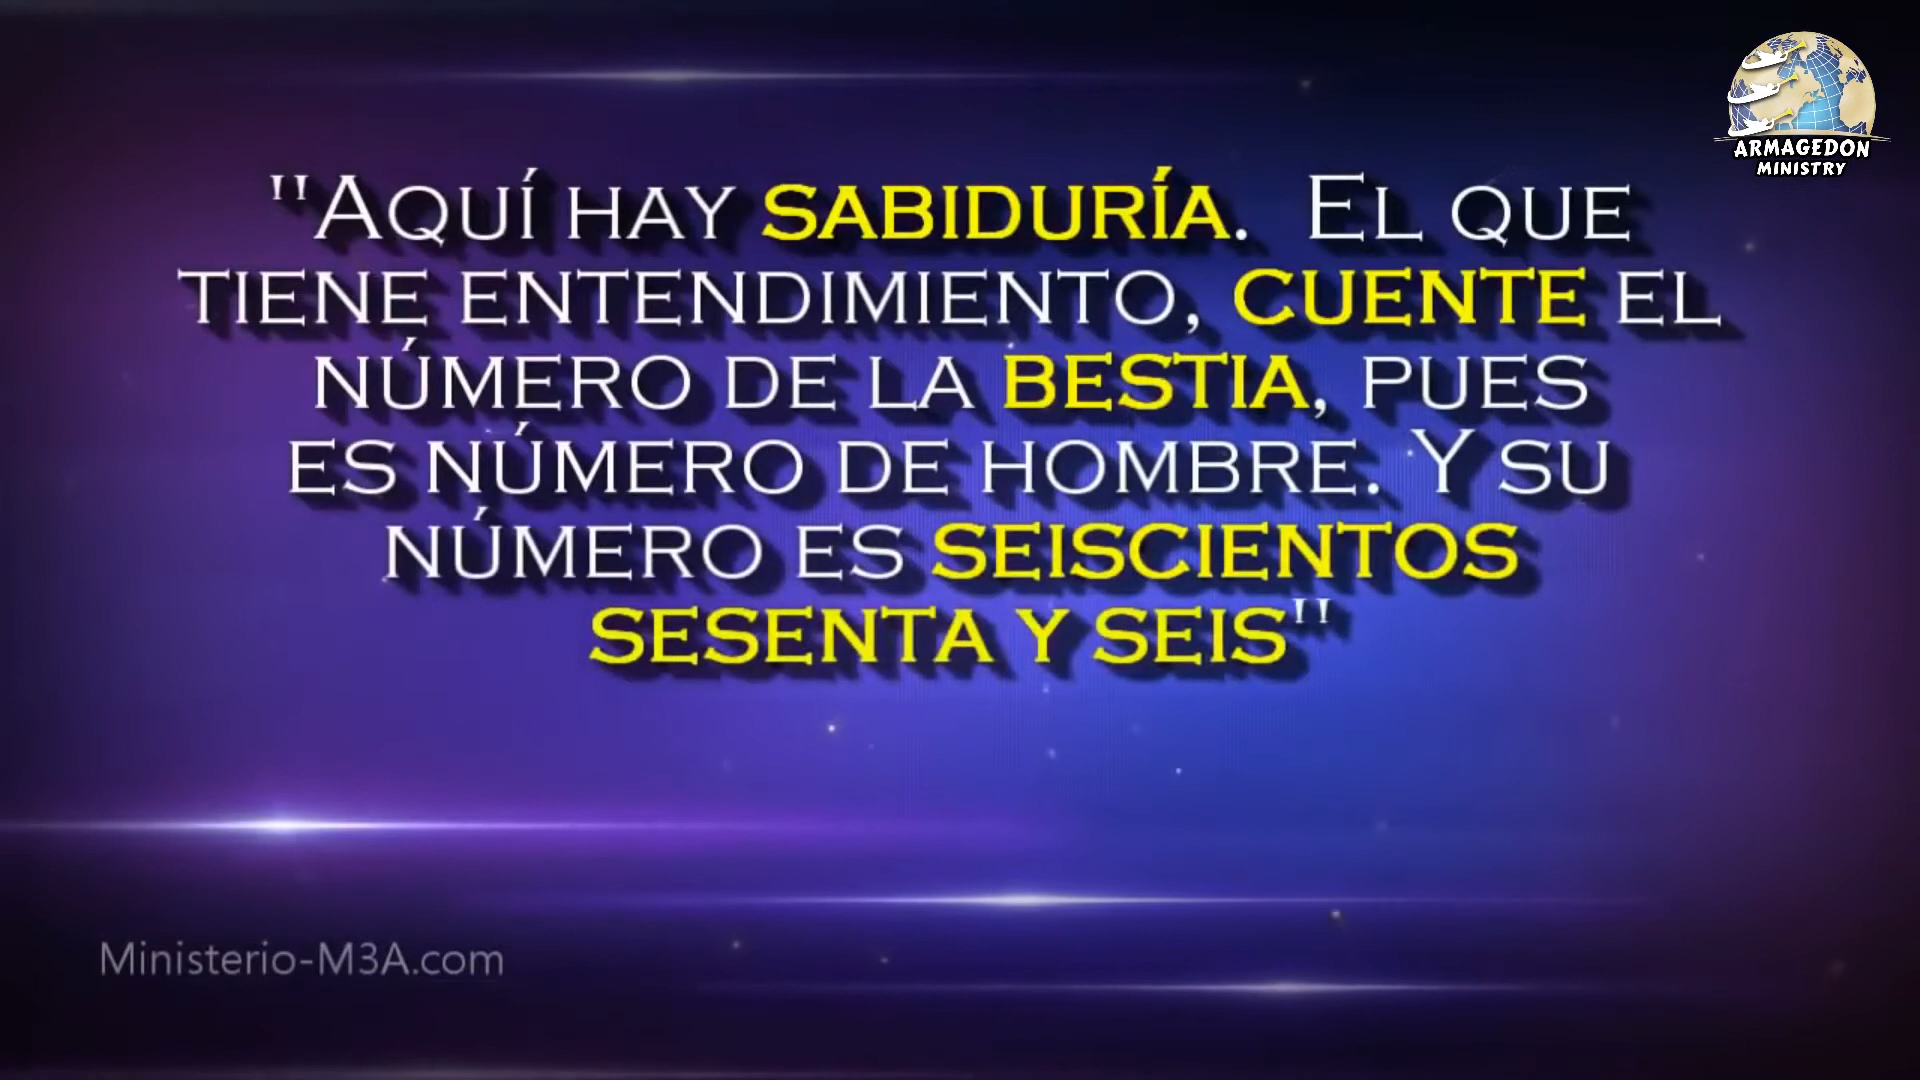 ARMAGEDON
MINISTRY
"AQUÍ HAY SABIDURÍA. EL QUE
TIENE ENTENDIMIENTO, CUENTE EL
NÚMERO DE LA BESTIA, PUES
ES NÚMERO DE HOMBRE. Y SU
NÚMERO ES SEISCIENTOS
SESENTA Y SEIS"
Ministerio-M3A.com